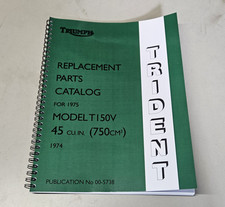 TRIUMPH
REPLACEMENT
PARTS
CATALOG
FOR 1975
MODEL T150V
45 CU.IN. (750CM³)
1974
PUBLICATION No 00-5738
TRIDENT